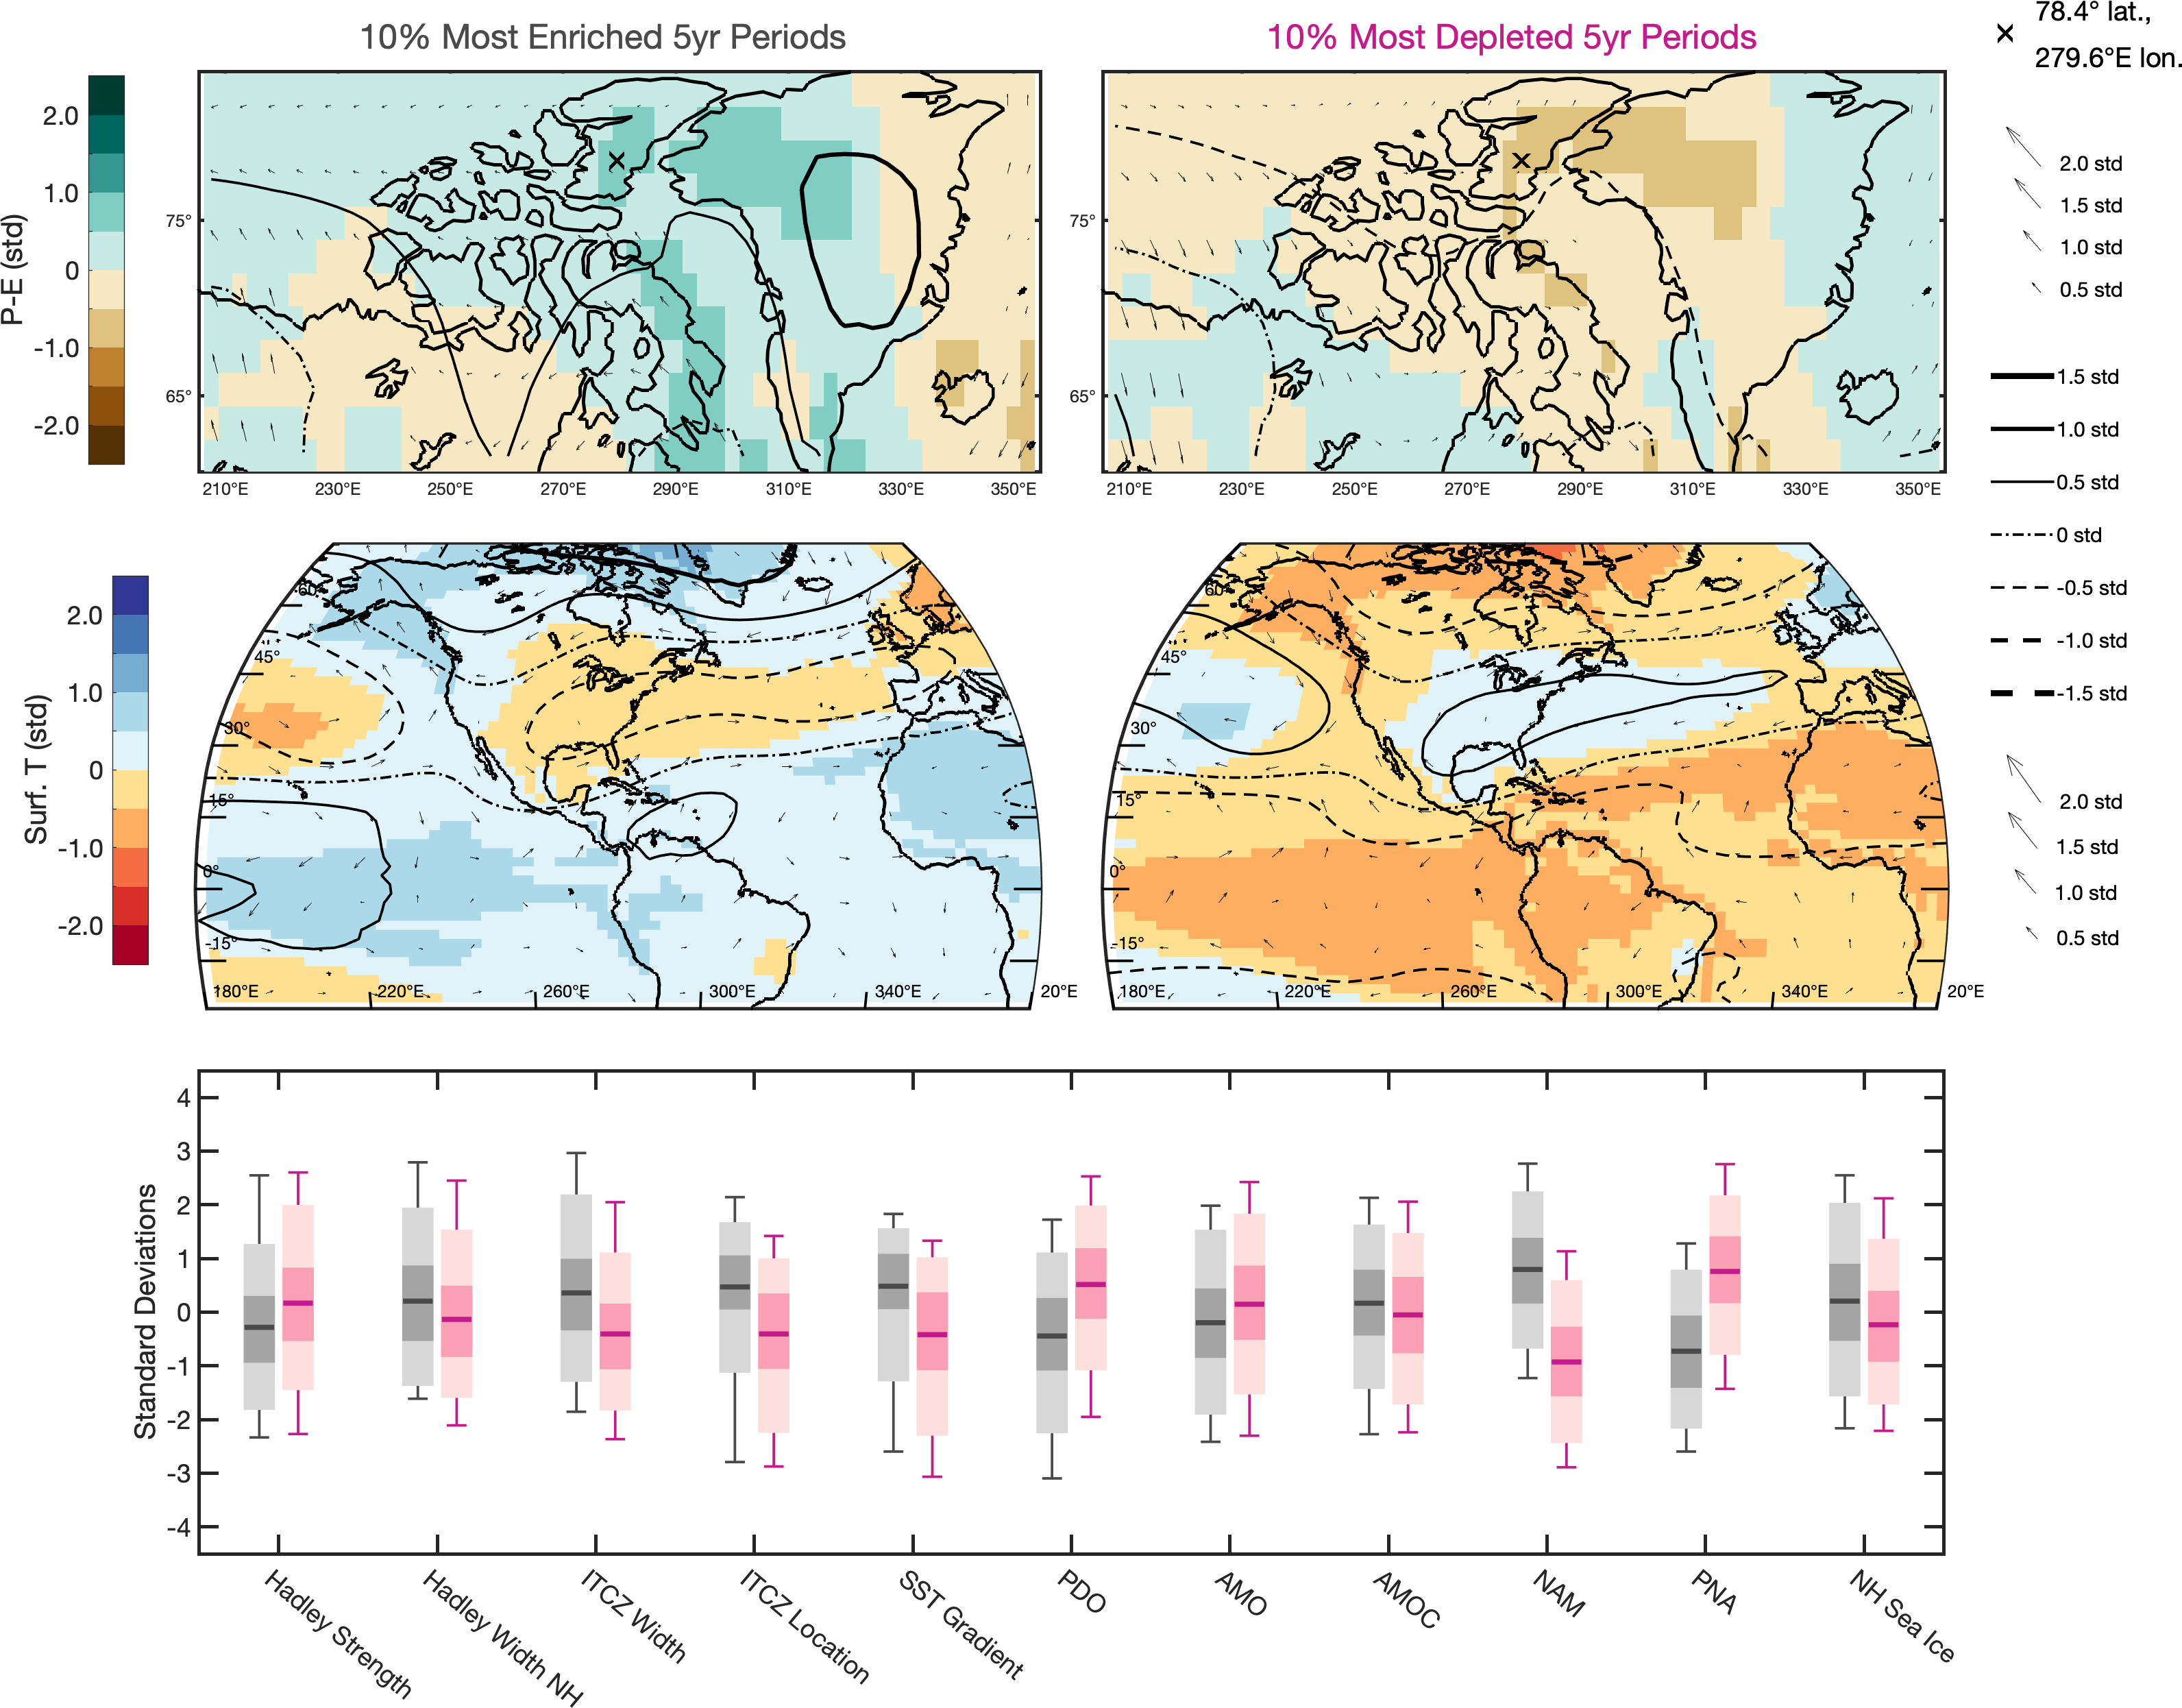 10% Most Enriched 5yr Periods
10% Most Depleted 5yr Periods
78.4° lat.,
279.6°E lon.
P-E (std)
2.0
1.0
0
-1.0
-2.0
75°
65°
210°E 230°E 250°E 270°E 290°E 310°E 330°E 350°E
75°
65°
210°E 230°E 250°E 270°E 290°E 310°E 330°E 350°E
2.0 std
1.5 std
1.0 std
0.5 std
1.5 std
1.0 std
0.5 std
0 std
-0.5 std
-1.0 std
-1.5 std
Surf. T (std)
2.0
1.0
0
-1.0
-2.0
60°
45°
30°
15°
0°
-15°
180°E 220°E 260°E 300°E 340°E 20°E
60°
45°
30°
15°
0°
-15°
180°E 220°E 260°E 300°E 340°E 20°E
2.0 std
1.5 std
1.0 std
0.5 std
Standard Deviations
4
3
2
1
0
-1
-2
-3
-4
Hadley Strength
Hadley Width NH
ITCZ Width
ITCZ Location
SST Gradient
PDO
AMO
AMOC
NAM
PNA
NH Sea Ice